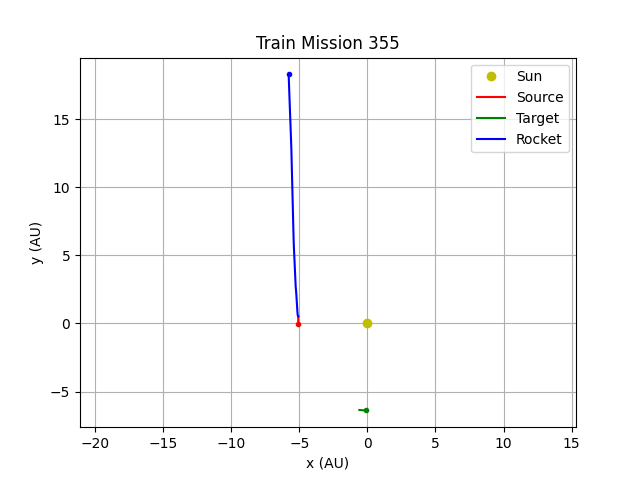 Train Mission 355
Sun
Source
Target
Rocket
15
10
5
0
−5
y (AU)
−20 −15 −10 −5 0 5 10 15
x (AU)